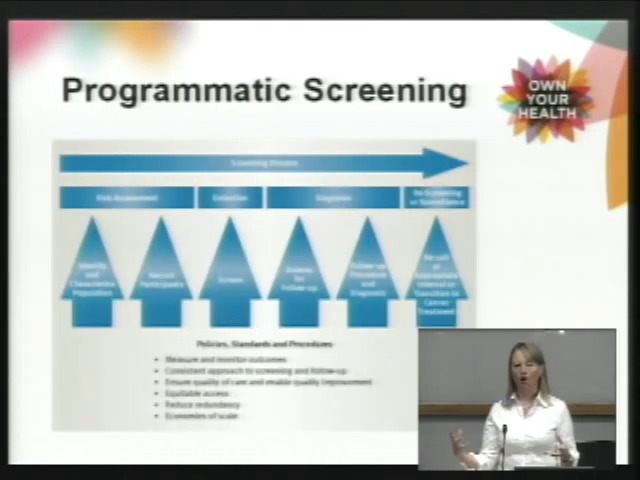 Programmatic Screening
OWN
YOUR
HEALTH
Screening Process
Risk Assessment
Detection
Diagnosis
Re-Screening
or Surveillance
Identify
and
Characterize
Population
Recruit
Participants
Screen
Assess
for
Follow-up
Follow-up
Procedures
and
Diagnosis
Re-call
at
Appropriate
Interval or
Transition to
Cancer
Treatment
Policies, Standards and Procedures
• Measure and monitor outcomes
• Consistent approach to screening and follow-up
• Ensure quality of care and enable quality improvement
• Equitable access
• Reduce redundancy
• Economies of scale